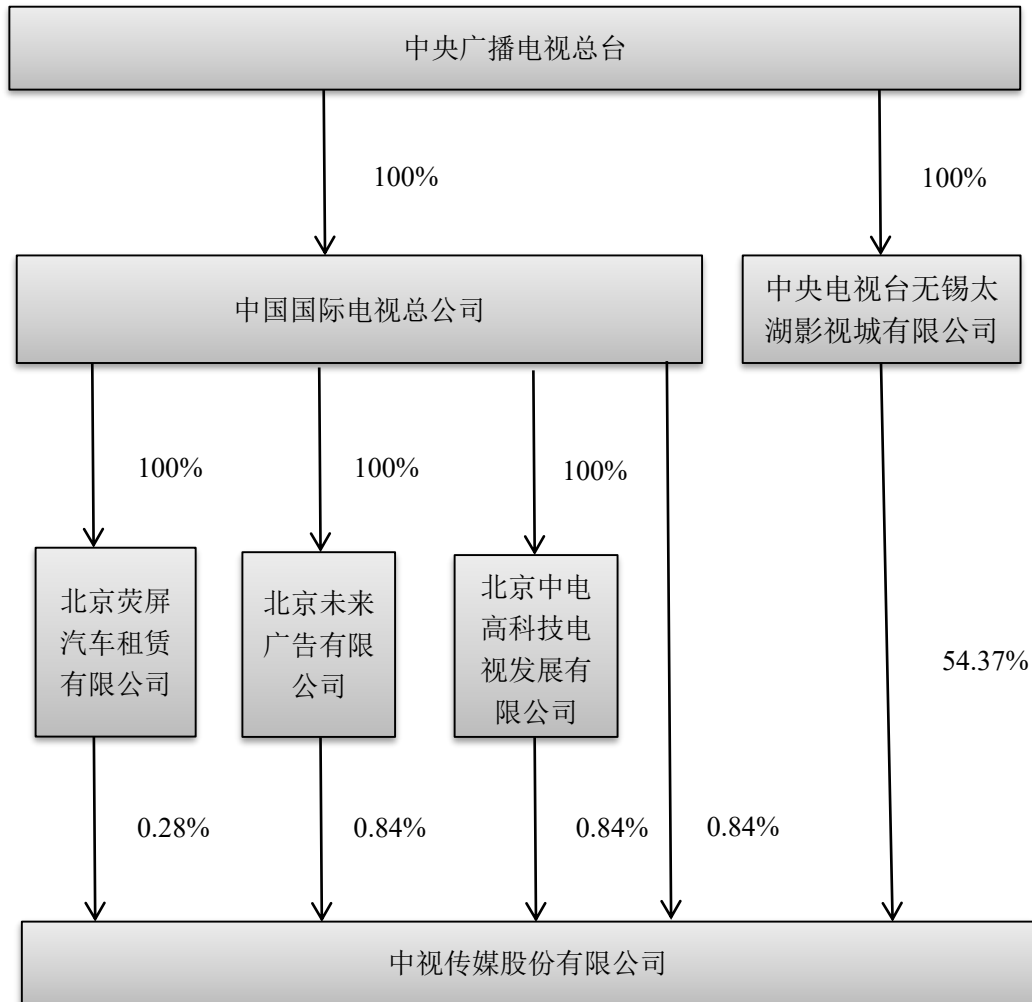 中央广播电视总台
100%
100%
中国国际电视总公司
中央电视台无锡太
湖影视城有限公司
100%
100%
100%
北京荧屏
汽车租赁
有限公司
北京未来
广告有限
公司
北京中电
高科技电
视发展有
限公司
54.37%
0.28%
0.84%
0.84%
0.84%
中视传媒股份有限公司